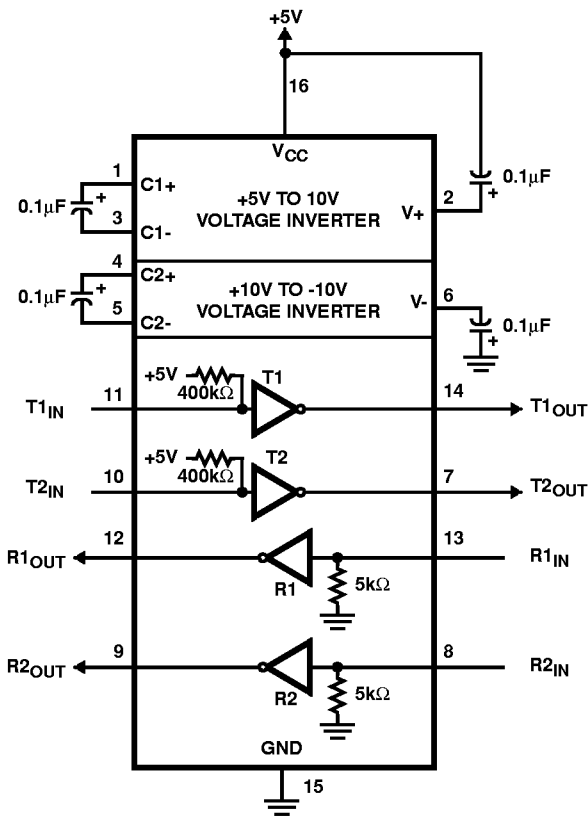 +5V
16
VCC
1
C1+
0.1µF
+
3
C1-
+5V TO 10V
VOLTAGE INVERTER
V+
2
0.1µF
+
4
C2+
0.1µF
+
5
C2-
+10V TO -10V
VOLTAGE INVERTER
V-
6
0.1µF
+
T1IN
11
+5V
400kΩ
T1
14
T1OUT
T2IN
10
+5V
400kΩ
T2
7
T2OUT
R1OUT
12
R1
5kΩ
13
R1IN
R2OUT
9
R2
5kΩ
8
R2IN
GND
15